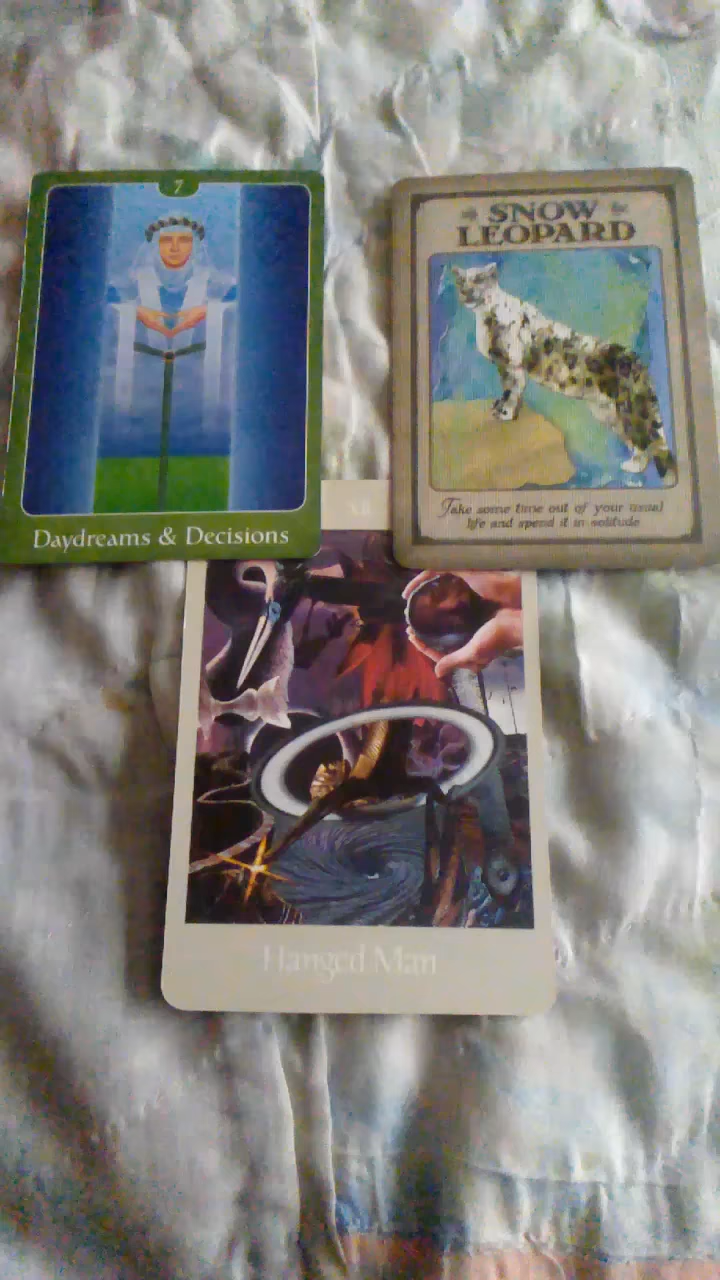 7
Daydreams & Decisions
SNOW
LEOPARD
Take some time out of your usual
life and spend it in solitude
XII
Hanged Man